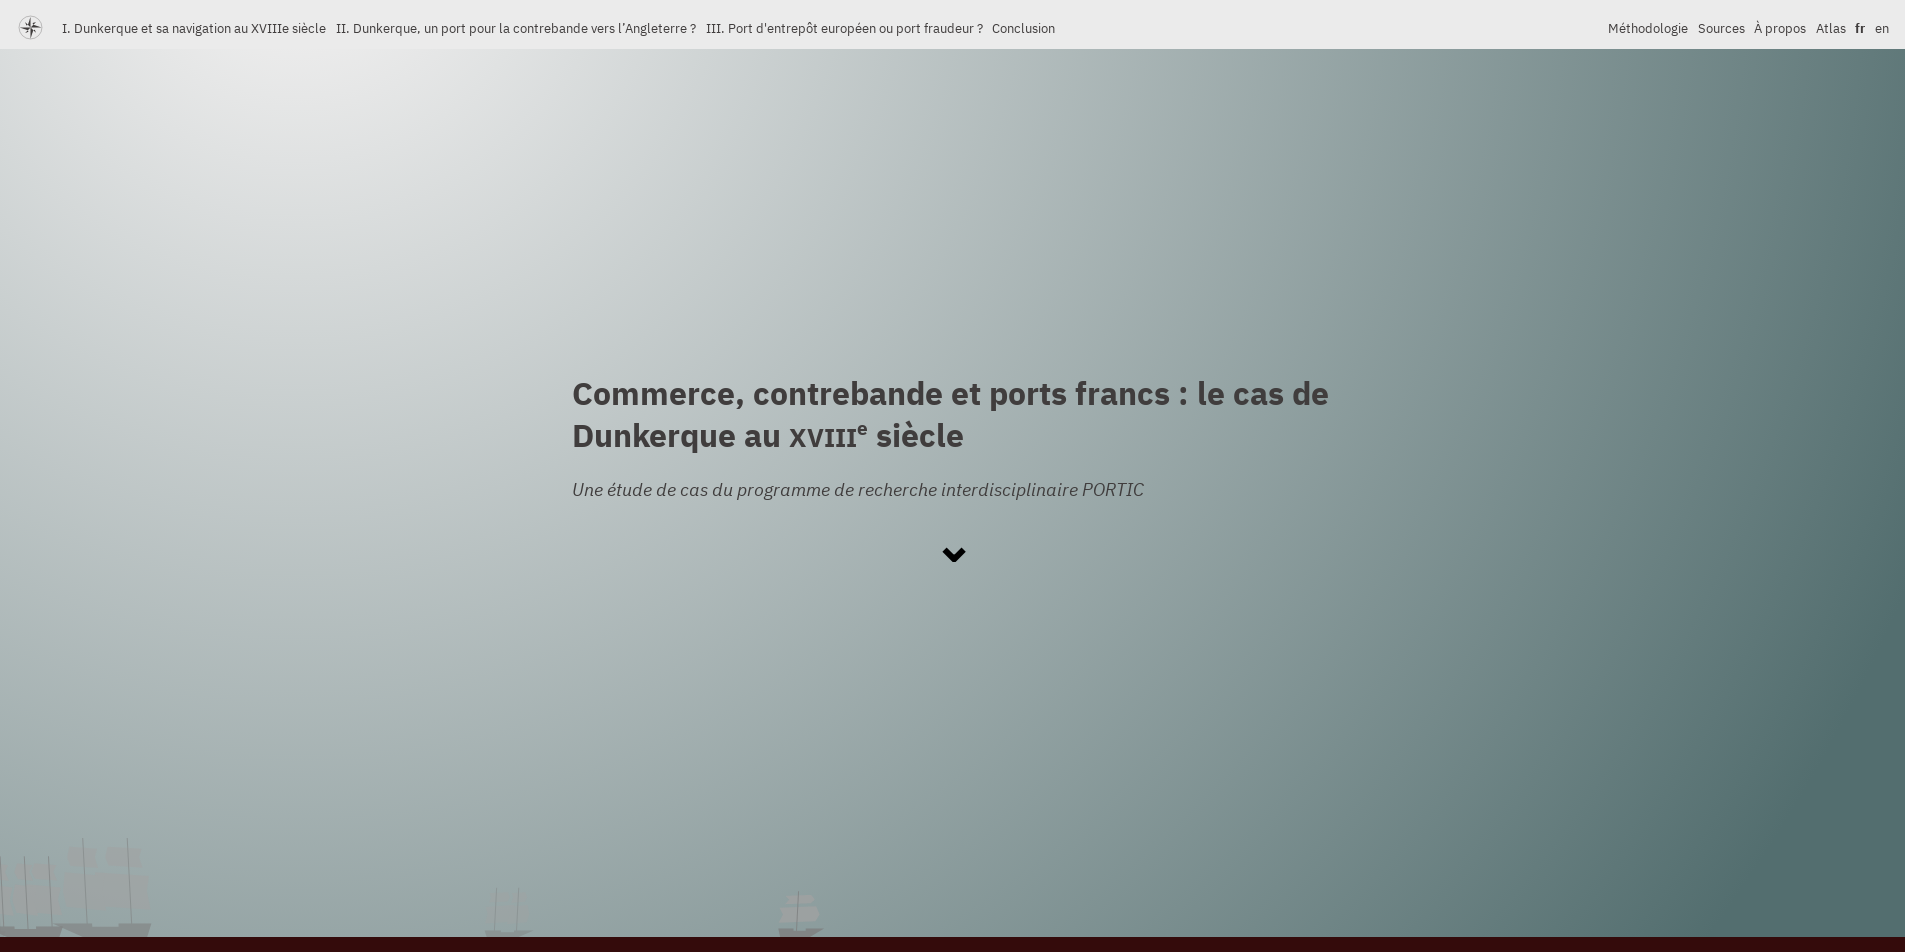 I. Dunkerque et sa navigation au XVIIIe siècle II. Dunkerque, un port pour la contrebande vers l’Angleterre ? III. Port d'entrepôt européen ou port fraudeur ? Conclusion Méthodologie Sources À propos Atlas fr en
Commerce, contrebande et ports francs : le cas de
Dunkerque au XVIIIe siècle
Une étude de cas du programme de recherche interdisciplinaire PORTIC